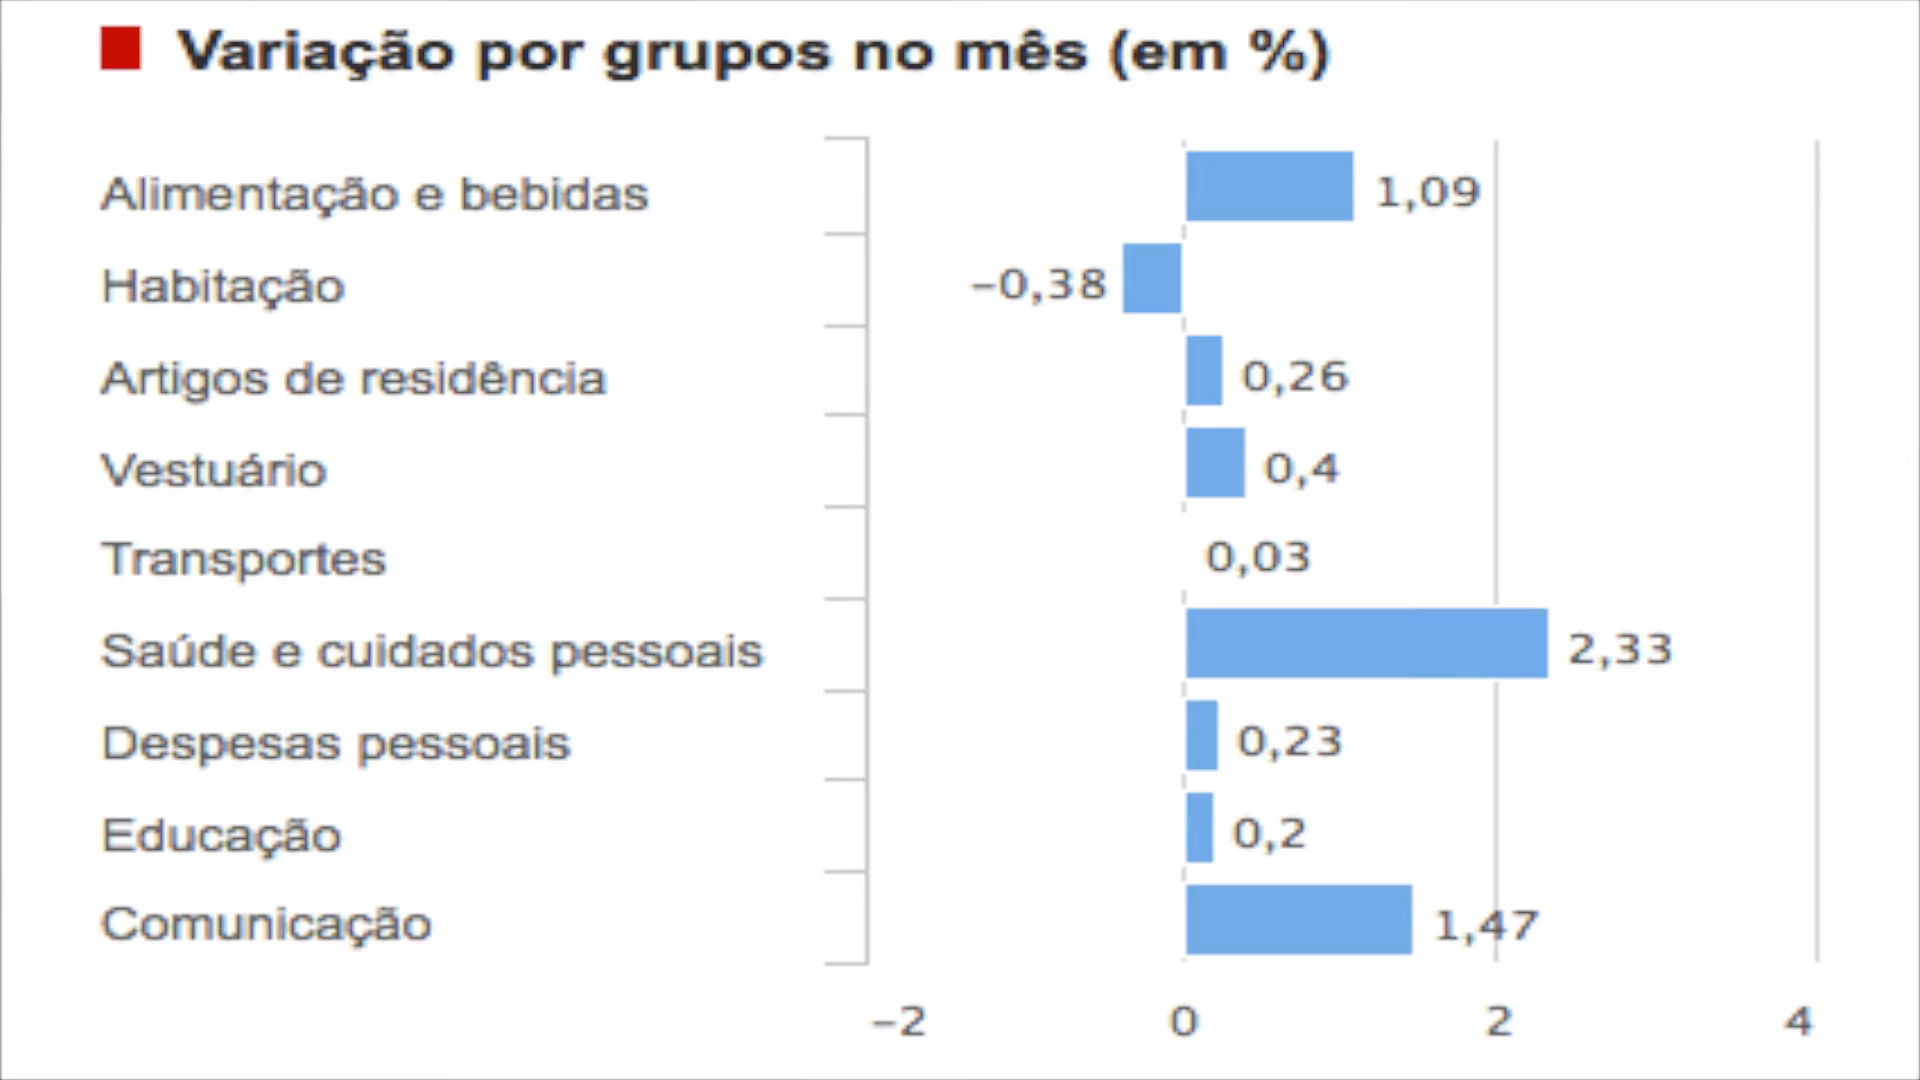 Variação por grupos no mês (em %)
Alimentação e bebidas 1,09
Habitação –0,38
Artigos de residência 0,26
Vestuário 0,4
Transportes 0,03
Saúde e cuidados pessoais 2,33
Despesas pessoais 0,23
Educação 0,2
Comunicação 1,47
–2 0 2 4